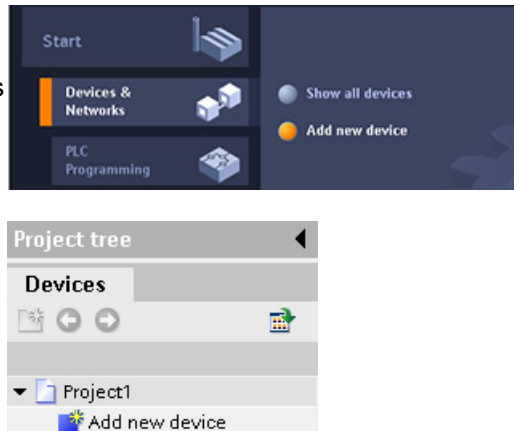 Start
s
Devices &
Networks
Show all devices
Add new device
PLC
Programming
Project tree
Devices
Project1
Add new device